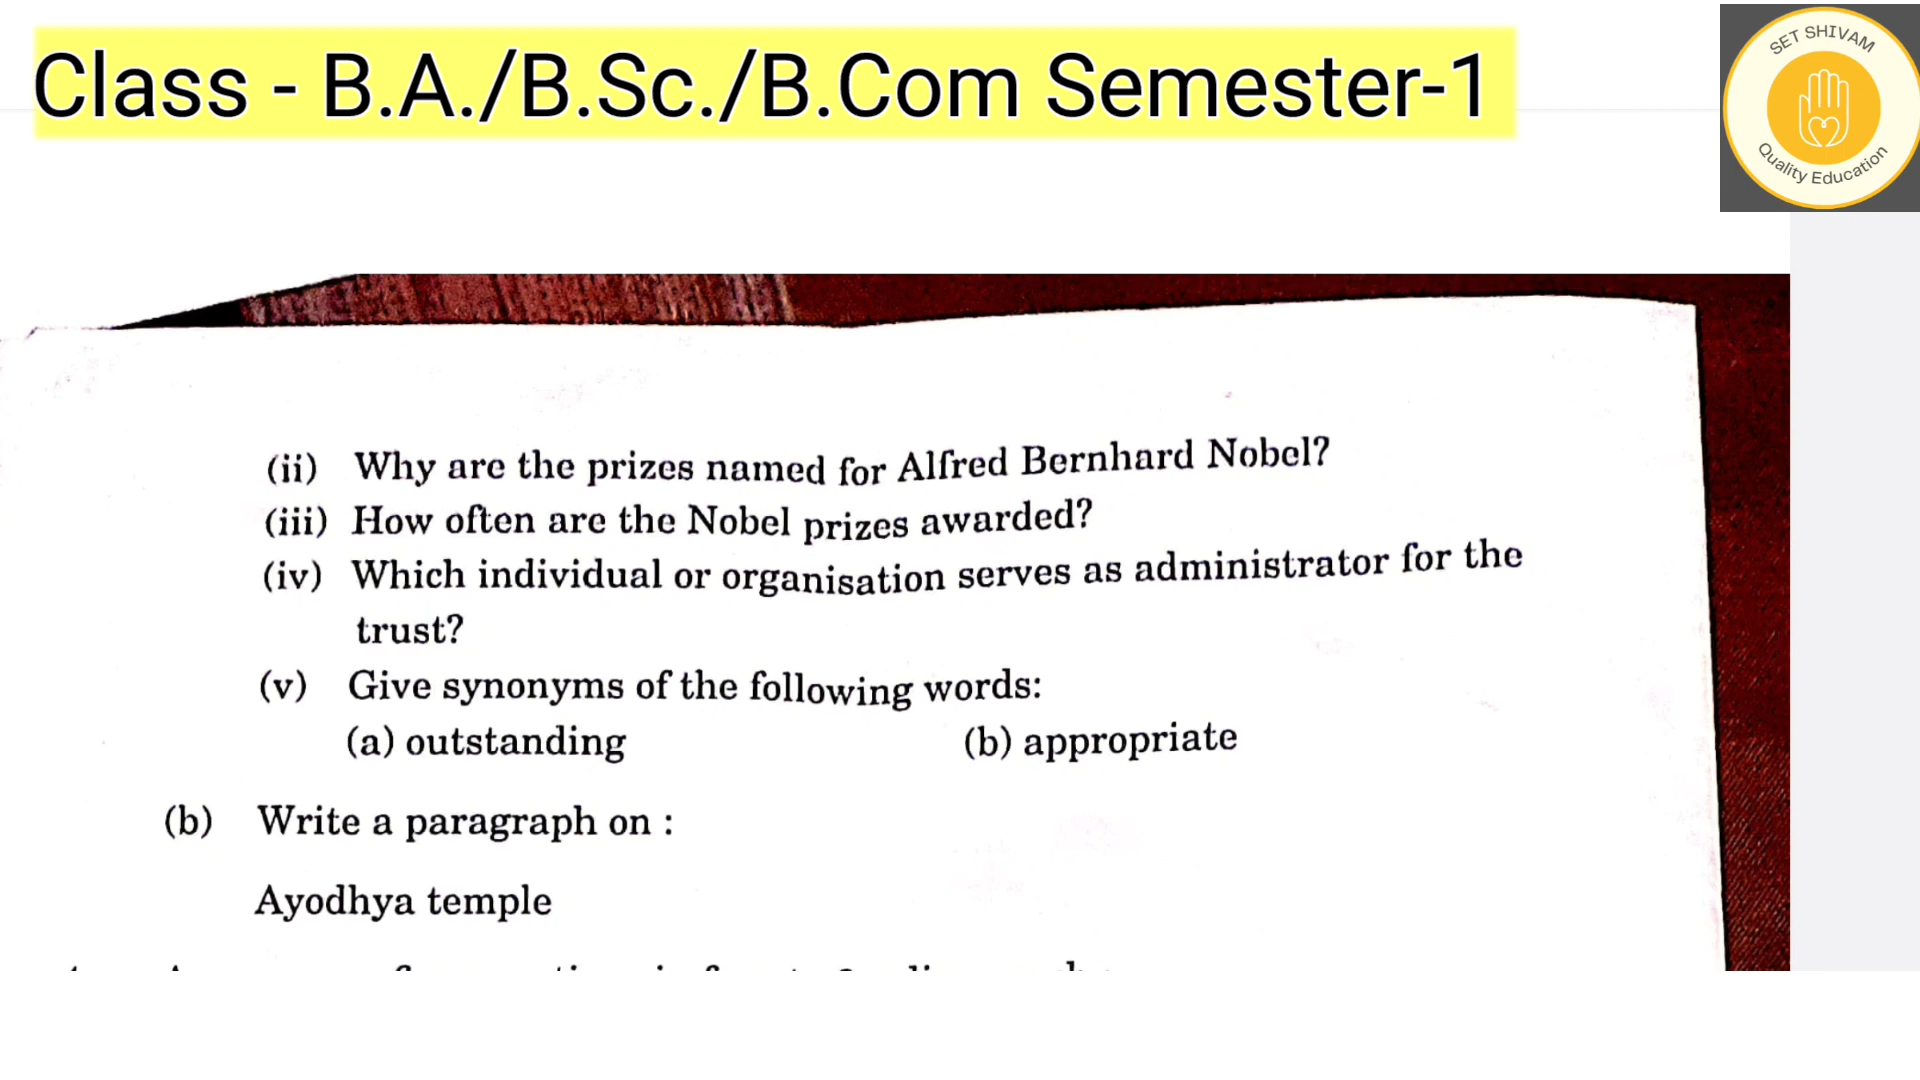 Class - B.A./B.Sc./B.Com Semester-1
SET SHIVAM
Quality Education
(ii) Why are the prizes named for Alfred Bernhard Nobel?
(iii) How often are the Nobel prizes awarded?
(iv) Which individual or organisation serves as administrator for the
trust?
(v) Give synonyms of the following words:
(a) outstanding (b) appropriate
(b) Write a paragraph on :
Ayodhya temple